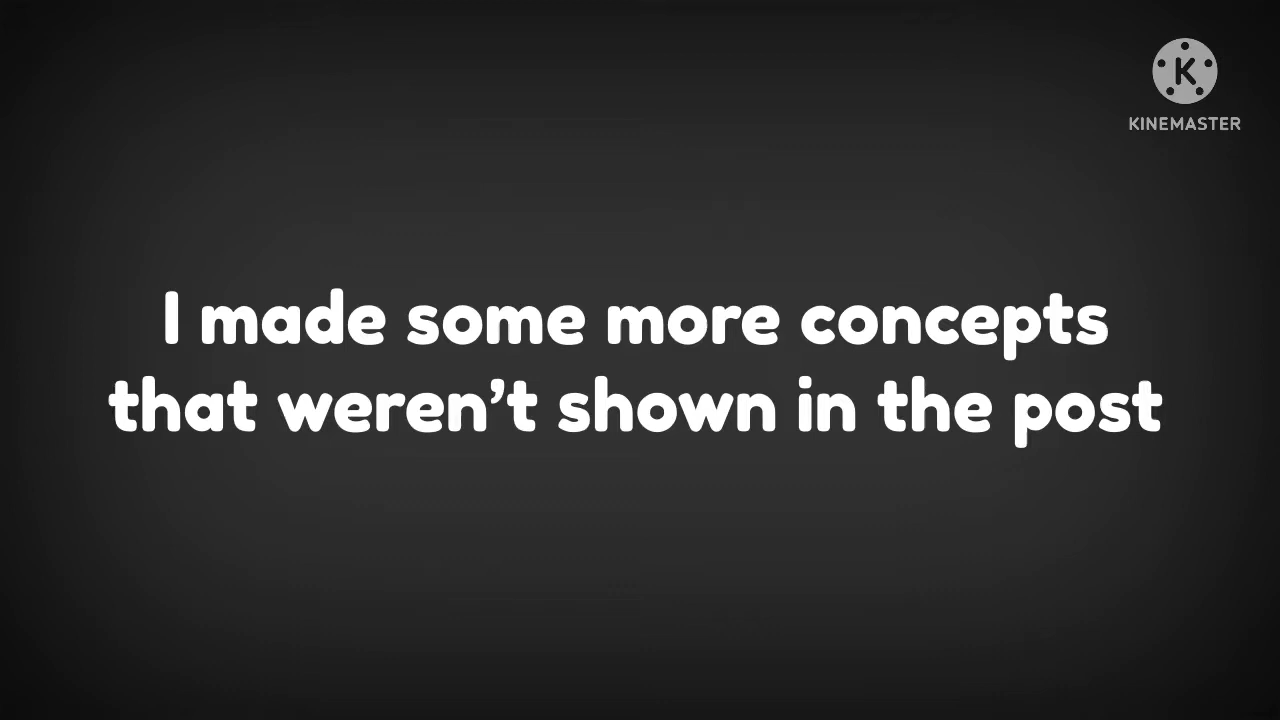 K
KINEMASTER
I made some more concepts
that weren’t shown in the post